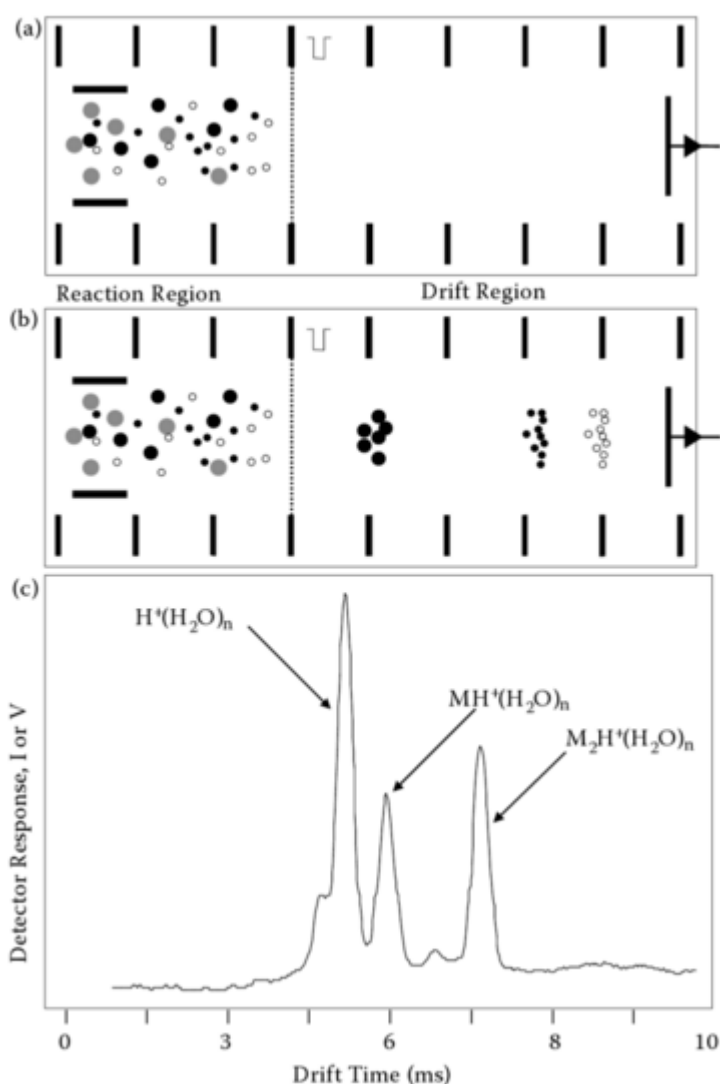 (a)
Reaction Region Drift Region
(b)
(c)
H⁺(H₂O)ₙ
MH⁺(H₂O)ₙ
M₂H⁺(H₂O)ₙ
Detector Response, I or V
0 3 6 10
Drift Time (ms)